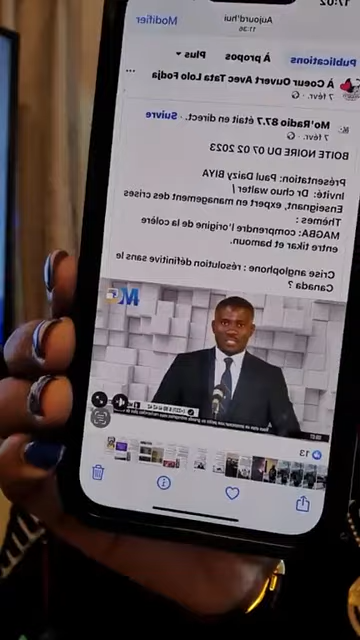 17:02
Aujourd'hui
11:36
Modifier
Publications À propos Plus
À Coeur Ouvert Avec Tata Lolo Fodja
7 févr.
Mo'Radio 87.7 était en direct. Suivre
7 févr.
BOITE NOIRE DU 07 02 2023
Présentation: Paul Daizy BIYA
Invité: Dr chuo walter /
Enseignant, expert en management des crises
Thèmes :
MAGBA: comprendre l'origine de la colère
entre tikar et bamoun.
Crise anglophone : résolution définitive sans le
Canada ?
13